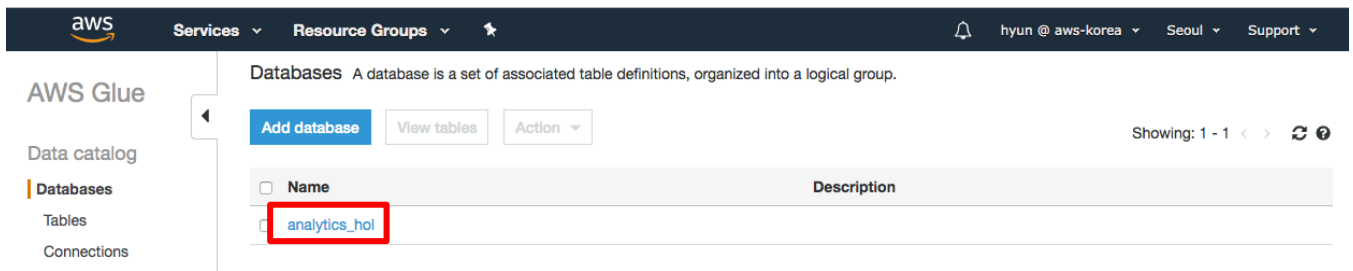 aws Services Resource Groups hyun @ aws-korea Seoul Support
AWS Glue
Databases A database is a set of associated table definitions, organized into a logical group.
Add database View tables Action
Showing: 1 - 1
Data catalog
Databases
Tables
Connections
Name Description
analytics_hol